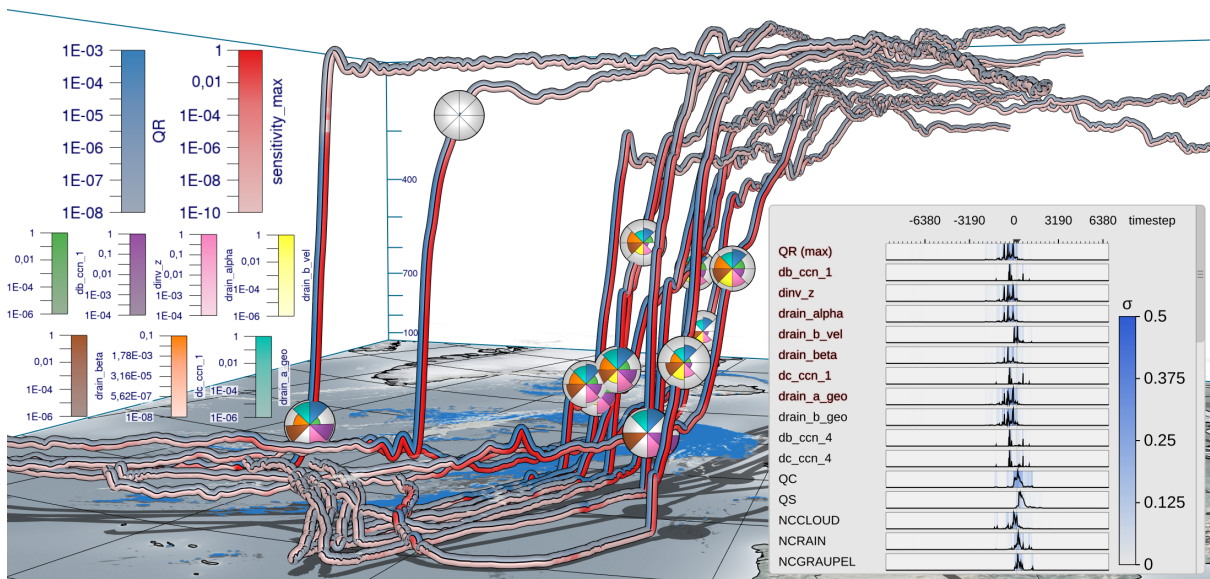 1E-03
1E-04
1E-05
1E-06
1E-07
1E-08
QR
1
0,01
1E-04
1E-06
1E-08
1E-10
sensitivity_max
1
0,01
1E-04
1E-06
db_ccn_1
1
0,1
0,01
1E-03
1E-04
dinv_z
1
0,1
0,01
1E-03
1E-04
drain_alpha
1
0,01
1E-04
1E-06
drain_b_vel
1
0,01
1E-04
1E-06
drain_beta
0,1
1,78E-03
3,16E-05
5,62E-07
1E-08
dc_ccn_1
1
0,01
1E-04
1E-06
drain_a_geo
400
700
100
-6380 -3190 0 3190 6380 timestep
QR (max)
db_ccn_1
dinv_z
drain_alpha
drain_b_vel
drain_beta
dc_ccn_1
drain_a_geo
drain_b_geo
db_ccn_4
dc_ccn_4
QC
QS
NCCLOUD
NCRAIN
NCGRAUPEL
σ
0.5
0.375
0.25
0.125
0